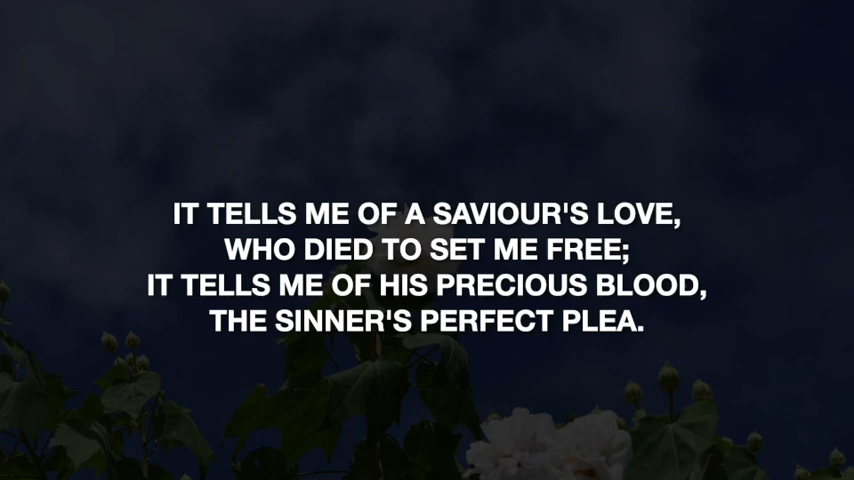 IT TELLS ME OF A SAVIOUR'S LOVE,
WHO DIED TO SET ME FREE;
IT TELLS ME OF HIS PRECIOUS BLOOD,
THE SINNER'S PERFECT PLEA.